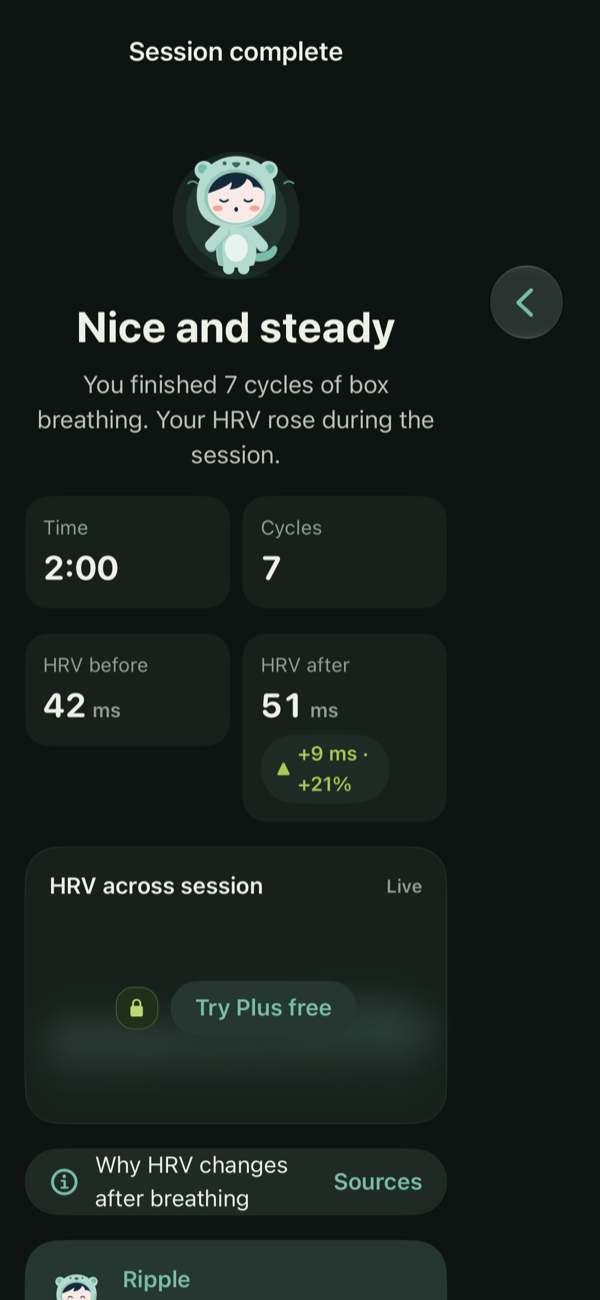 Session complete
Nice and steady
You finished 7 cycles of box
breathing. Your HRV rose during the
session.
Time
2:00
Cycles
7
HRV before
42 ms
HRV after
51 ms
▲ +9 ms ·
+21%
HRV across session
Live
Try Plus free
Why HRV changes
after breathing
Sources
Ripple